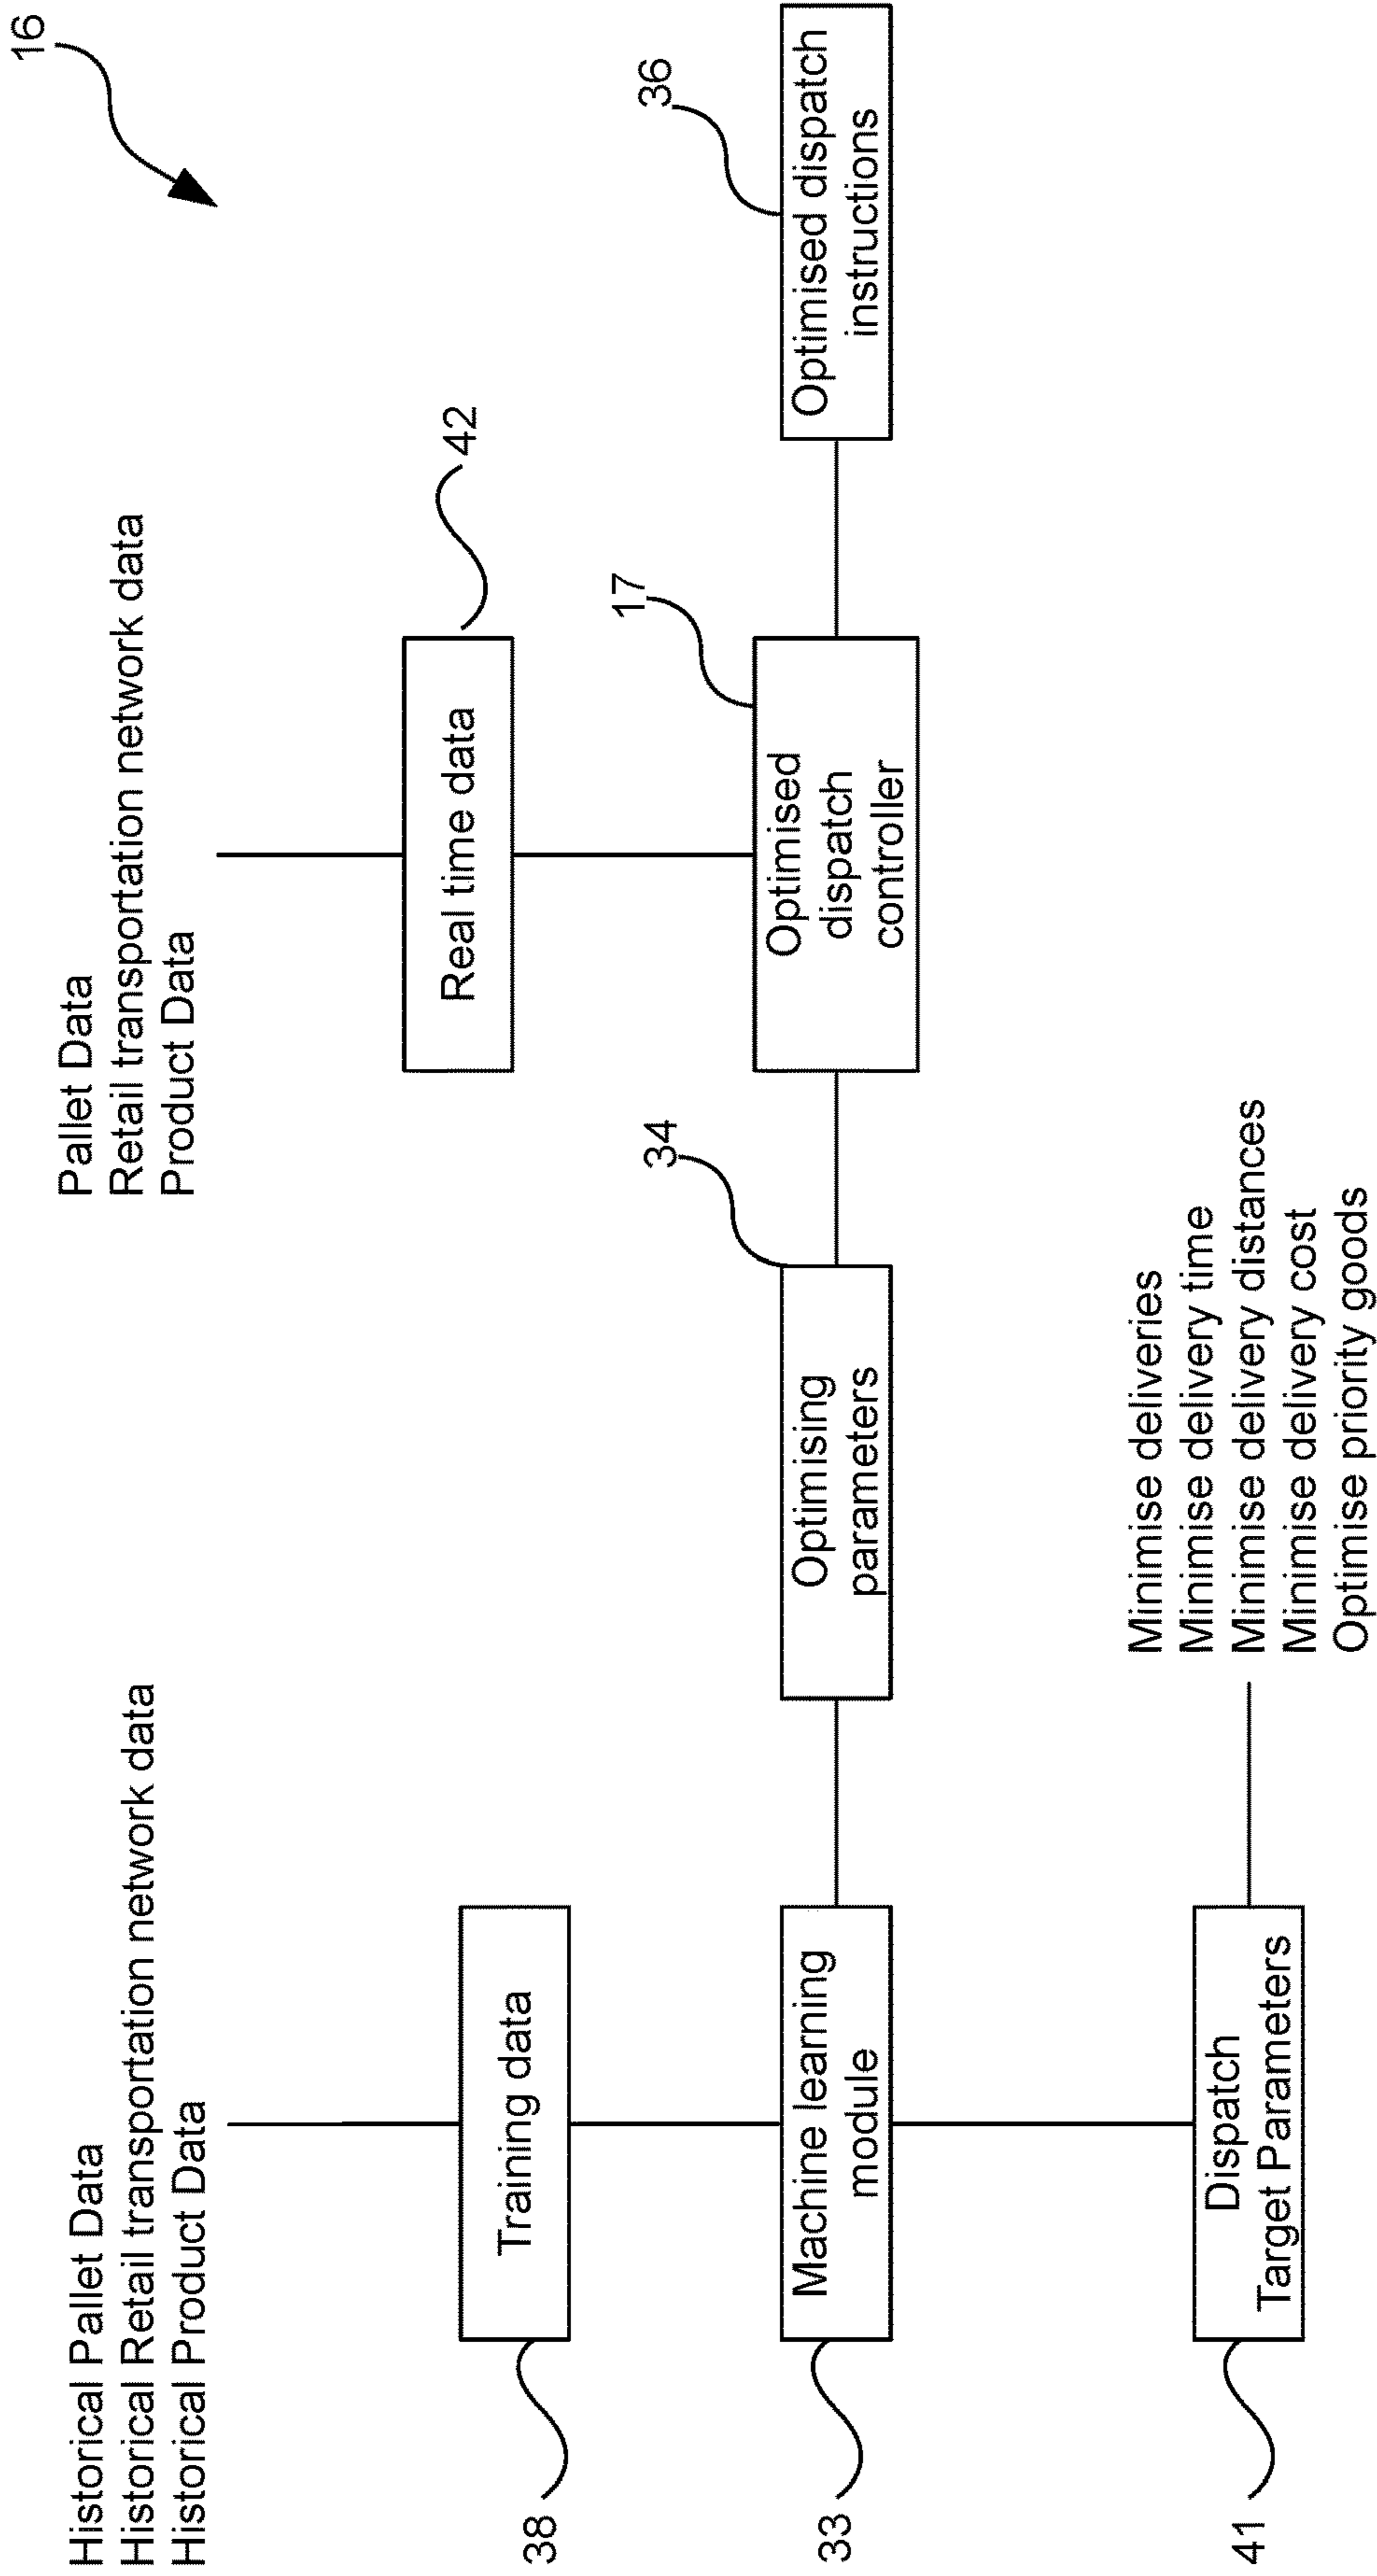 16
Historical Pallet Data
Historical Retail transportation network data
Historical Product Data
Pallet Data
Retail transportation network data
Product Data
38
Training data
Real time data
42
33
Machine learning
module
34
Optimising
parameters
17
Optimised
dispatch
controller
36
Optimised dispatch
instructions
41
Dispatch
Target Parameters
Minimise deliveries
Minimise delivery time
Minimise delivery distances
Minimise delivery cost
Optimise priority goods